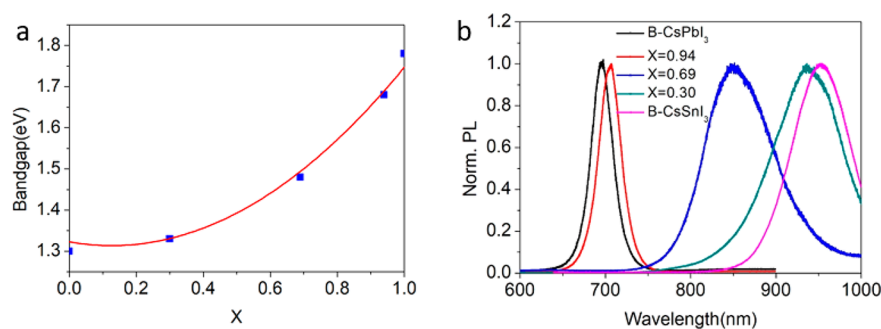 a
1.8
1.7
1.6
1.5
1.4
1.3
Bandgap(eV)
0.0 0.2 0.4 0.6 0.8 1.0
X
b
B-CsPbI3
X=0.94
X=0.69
X=0.30
B-CsSnI3
1.2
1.0
0.8
0.6
0.4
0.2
0.0
Norm. PL
600 700 800 900 1000
Wavelength(nm)